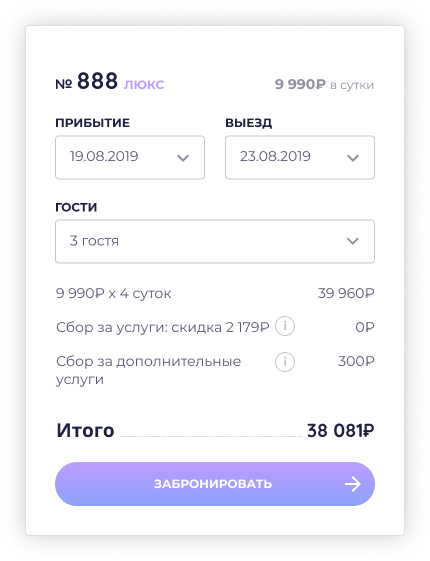 № 888 ЛЮКС 9 990₽ в сутки
ПРИБЫТИЕ ВЫЕЗД
19.08.2019 23.08.2019
ГОСТИ
3 гостя
9 990₽ х 4 суток 39 960₽
Сбор за услуги: скидка 2 179₽ i 0₽
Сбор за дополнительные i 300₽
услуги
Итого 38 081₽
ЗАБРОНИРОВАТЬ